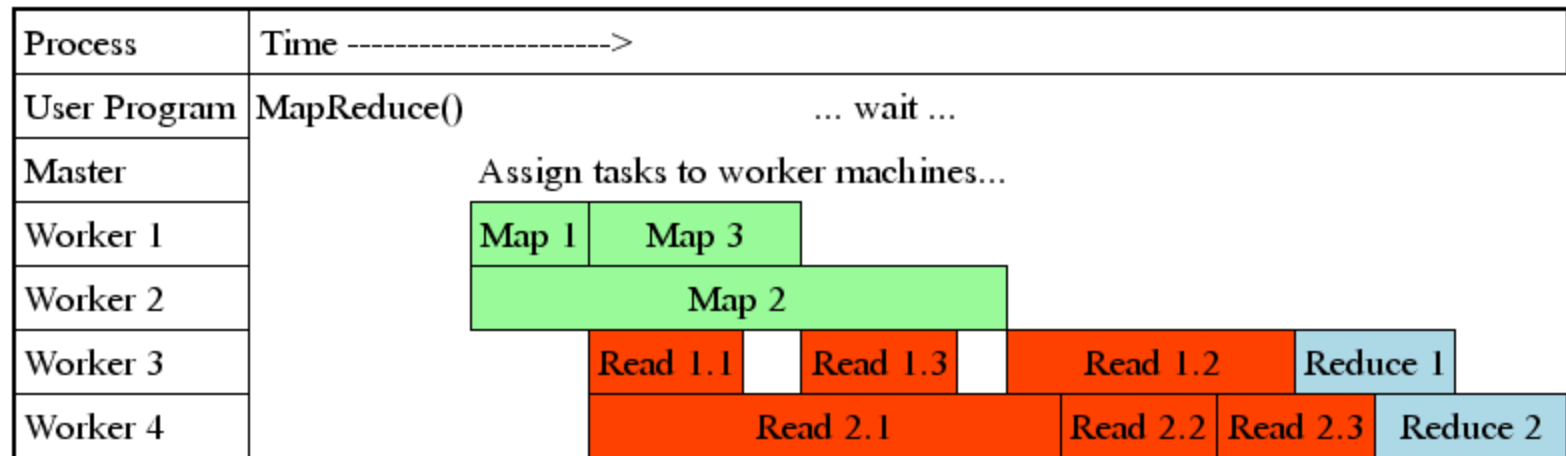 Process Time ---------------------->
User Program MapReduce() ... wait ...
Master Assign tasks to worker machines...
Worker 1 Map 1 Map 3
Worker 2 Map 2
Worker 3 Read 1.1 Read 1.3 Read 1.2 Reduce 1
Worker 4 Read 2.1 Read 2.2 Read 2.3 Reduce 2